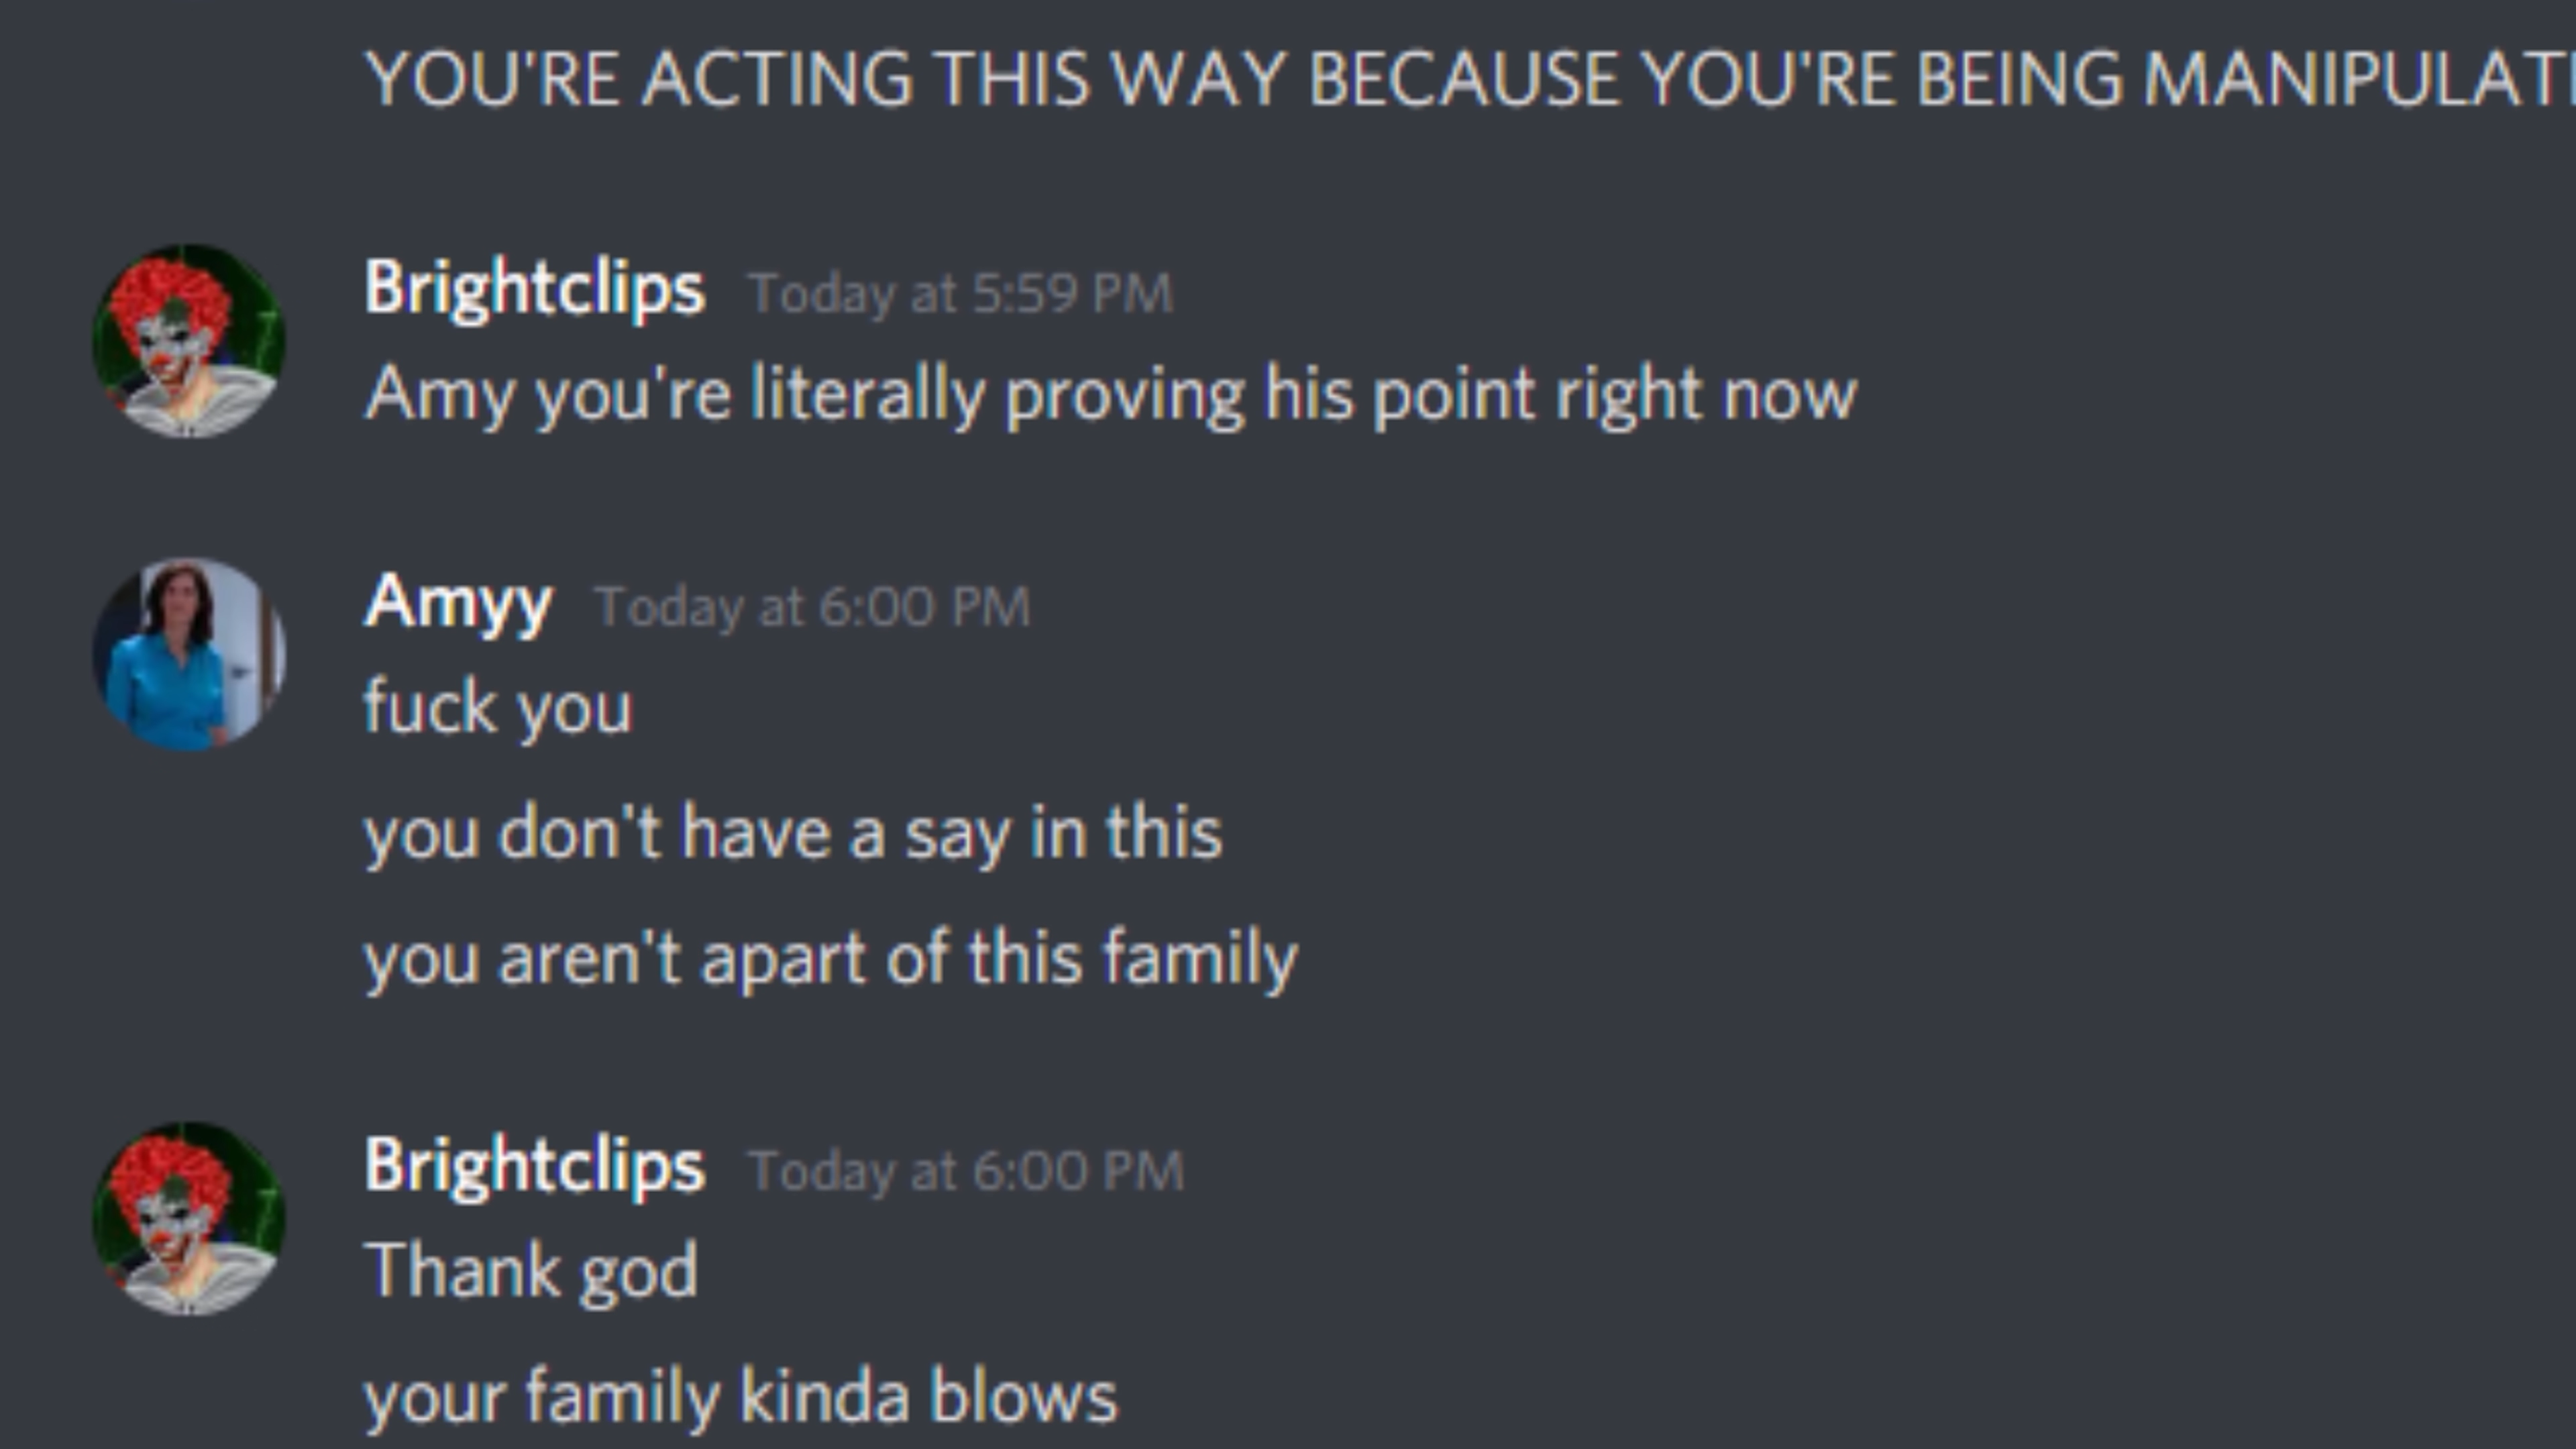 YOU'RE ACTING THIS WAY BECAUSE YOU'RE BEING
Brightclips Today at 5:59 PM
Amy you're literally proving his point right now
Amyy Today at 6:00 PM
fuck you
you don't have a say in this
you aren't apart of this family
Brightclips Today at 6:00 PM
Thank god
your family kinda blows